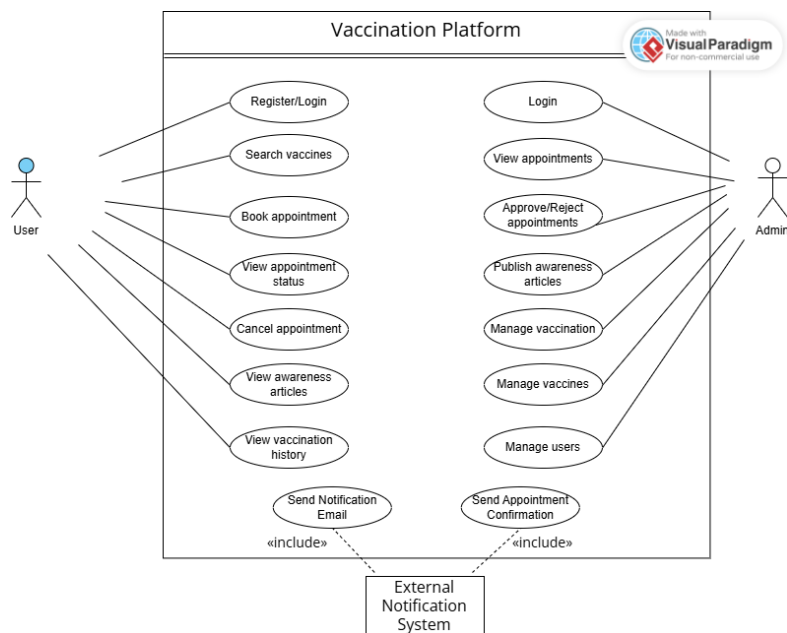 Vaccination Platform
Made with
Visual Paradigm
For non-commercial use
Register/Login
Login
Search vaccines
View appointments
User
Book appointment
Approve/Reject
appointments
Admin
View appointment
status
Publish awareness
articles
Cancel appointment
Manage vaccination
View awareness
articles
Manage vaccines
View vaccination
history
Manage users
Send Notification
Email
Send Appointment
Confirmation
«include»
«include»
External
Notification
System